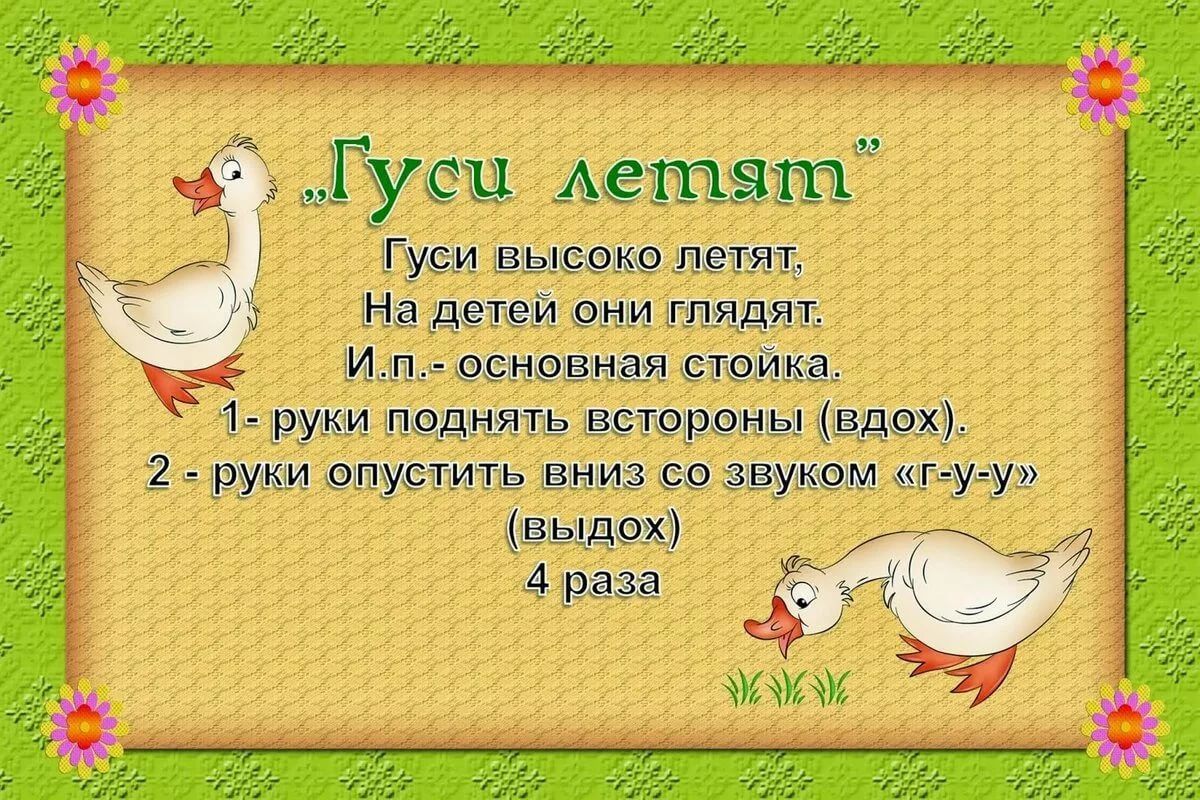 „Гуси летят”
Гуси высоко летят,
На детей они глядят.
И.п.- основная стойка.
1- руки поднять встороны (вдох).
2 - руки опустить вниз со звуком «г-у-у»
(выдох)
4 раза